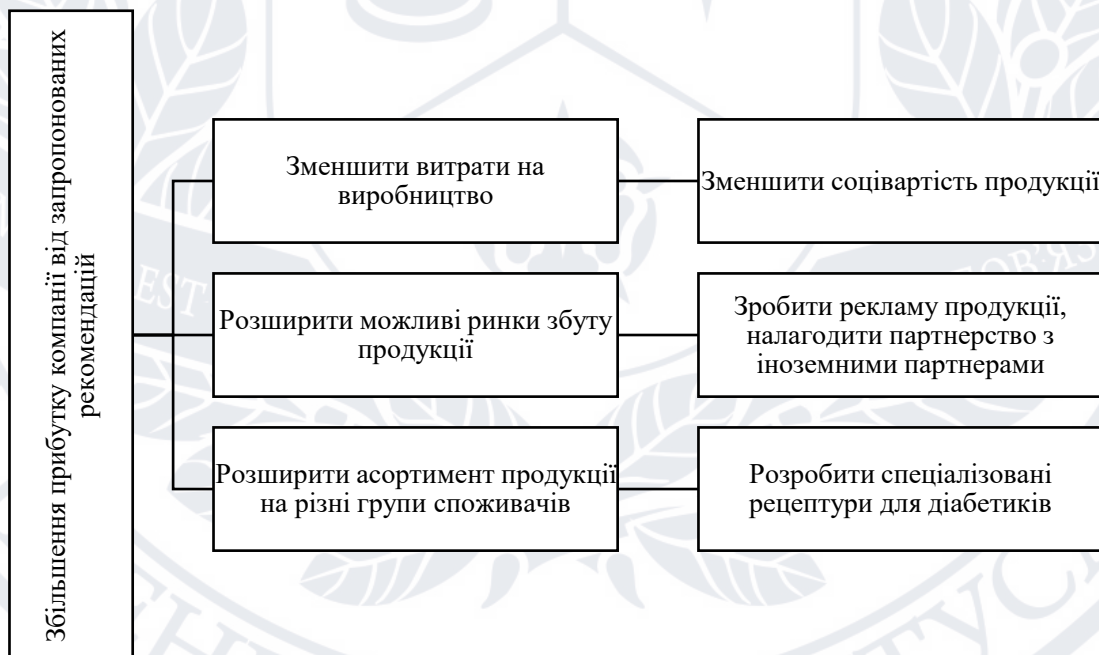 Збільшення прибутку компанії від запропонованих
рекомендацій
Зменшити витрати на
виробництво
Зменшити соцівартість продукції
Розширити можливі ринки збуту
продукції
Зробити рекламу продукції,
налагодити партнерство з
іноземними партнерами
Розширити асортимент продукції
на різні групи споживачів
Розробити спеціалізовані
рецептури для діабетиків
EST